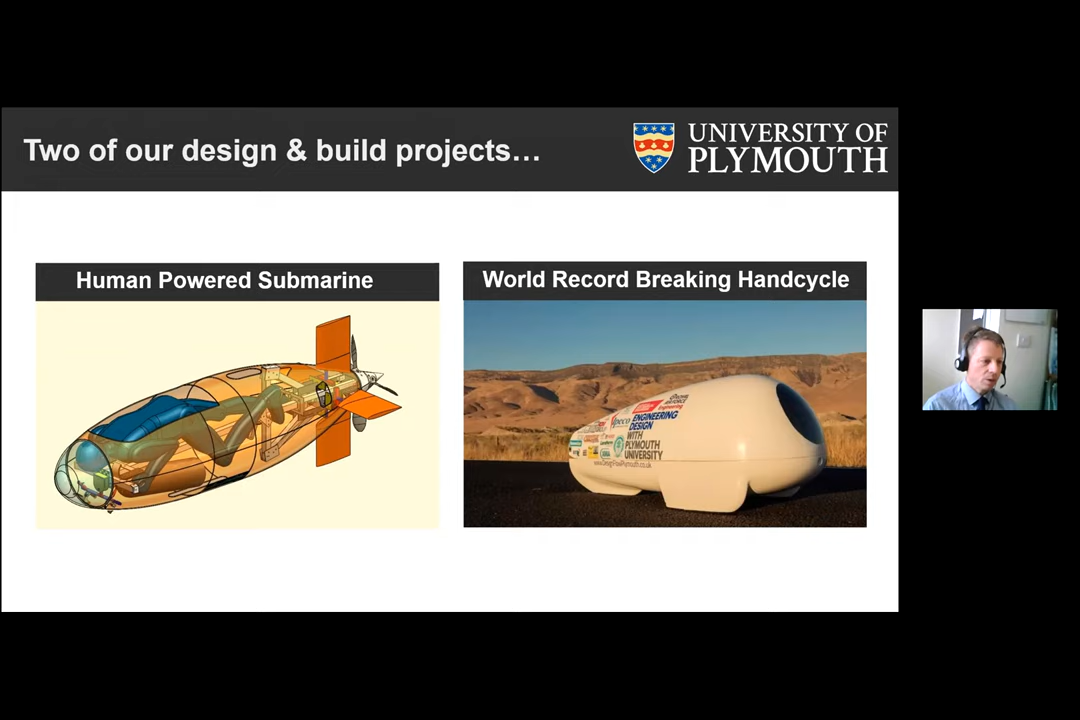 Two of our design & build projects...
UNIVERSITY OF
PLYMOUTH
Human Powered Submarine
World Record Breaking Handcycle
ENGINEERING
DESIGN
WITH
PLYMOUTH
UNIVERSITY